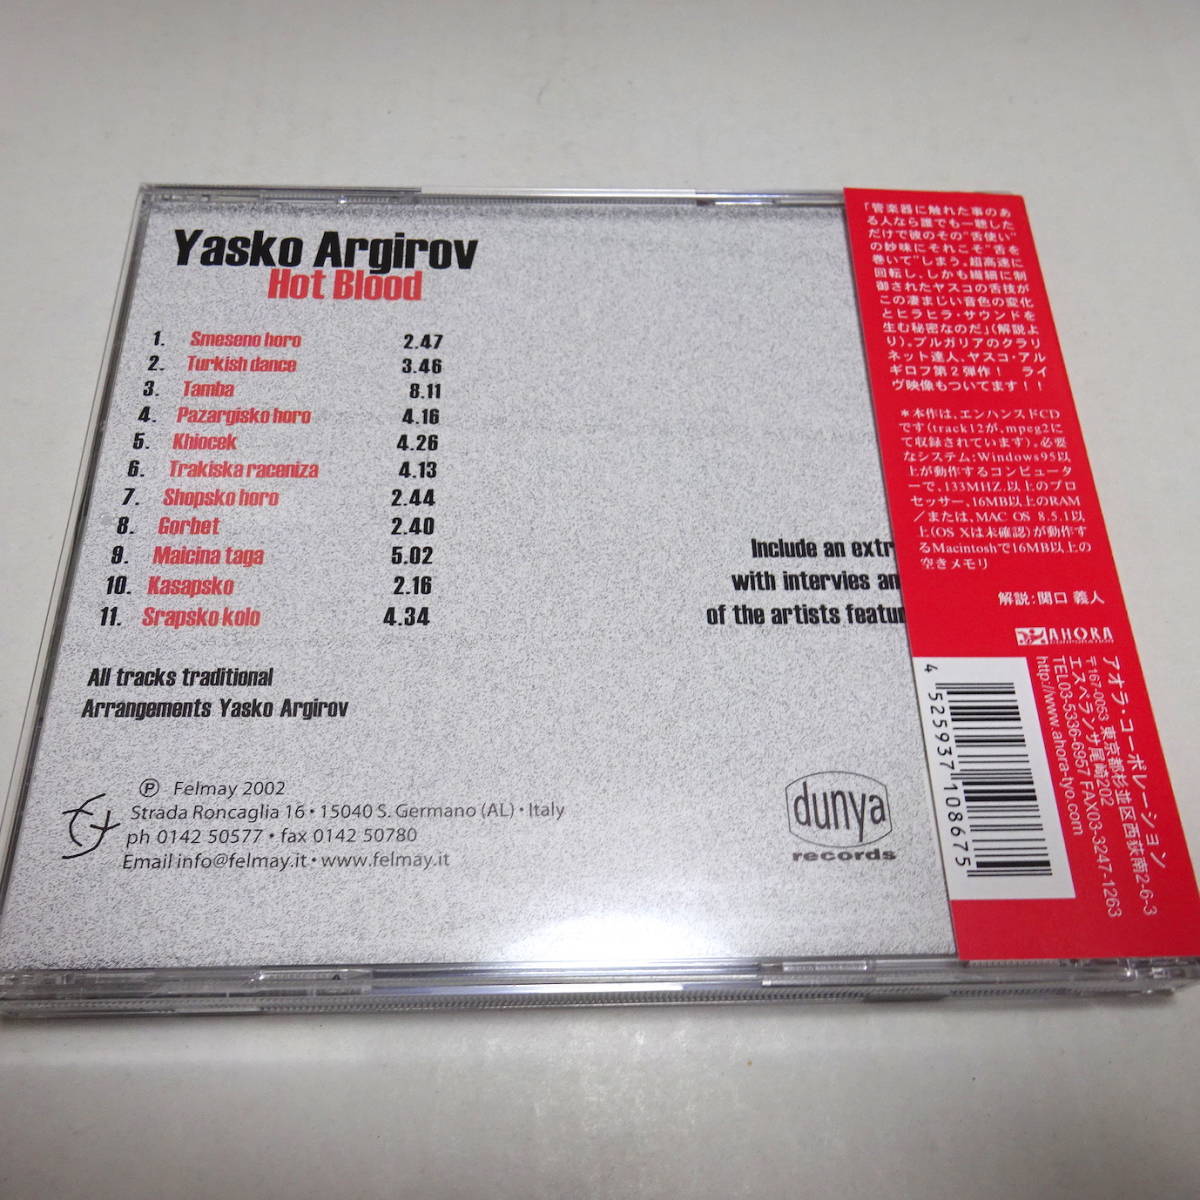 Yasko Argirov
Hot Blood
1. Smeseno horo 2.47
2. Turkish dance 3.46
3. Tamba 8.11
4. Pazargisko horo 4.16
5. Khiocek 4.26
6. Trakiska raceniza 4.13
7. Shopsko horo 2.44
8. Gorbet 2.40
9. Maicina taga 5.02
10. Kasapsko 2.16
11. Srapsko kolo 4.34
All tracks traditional
Arrangements Yasko Argirov
Ⓟ Felmay 2002
Strada Roncaglia 16 • 15040 S. Germano (AL) • Italy
ph 0142 50577 • fax 0142 50780
Email info@felmay.it • www.felmay.it
Include an extr
with intervies an
of the artists featur
dunya
records
「管楽器に触れた事のあ
る人なら誰でも一聴した
だけで彼のその"舌使い"
の妙味にそれこそ"舌を
巻いて"しまう。超高速に
回転し、しかも繊細に制
御されたヤスコの舌技が
この凄まじい音色の変化
とヒラヒラ・サウンドを
生む秘密なのだ」(解説よ
り)。ブルガリアのクラリ
ネット達人、ヤスコ・アル
ギロフ第2弾作! ライ
ヴ映像もついてます!!
*本作は、エンハンスドCD
です(track12が、mpeg2に
て収録されています)。必要
なシステム:Windows95以
上が動作するコンピュータ
ーで、133MHZ.以上のプロ
セッサー、16MB以上のRAM
/または、MAC OS 8.5.1以
上(OS Xは未確認)が動作す
るMacintoshで16MB以上の
空きメモリ
解説:関口 義人
AHORA
CORPORATION
アオラ・コーポレーション
〒167-0053 東京都杉並区西荻南2-6-3
エスペランサ尾崎202
TEL03-5336-6957 FAX03-3247-1263
http://www.ahora-tyo.com
4 525937 108675